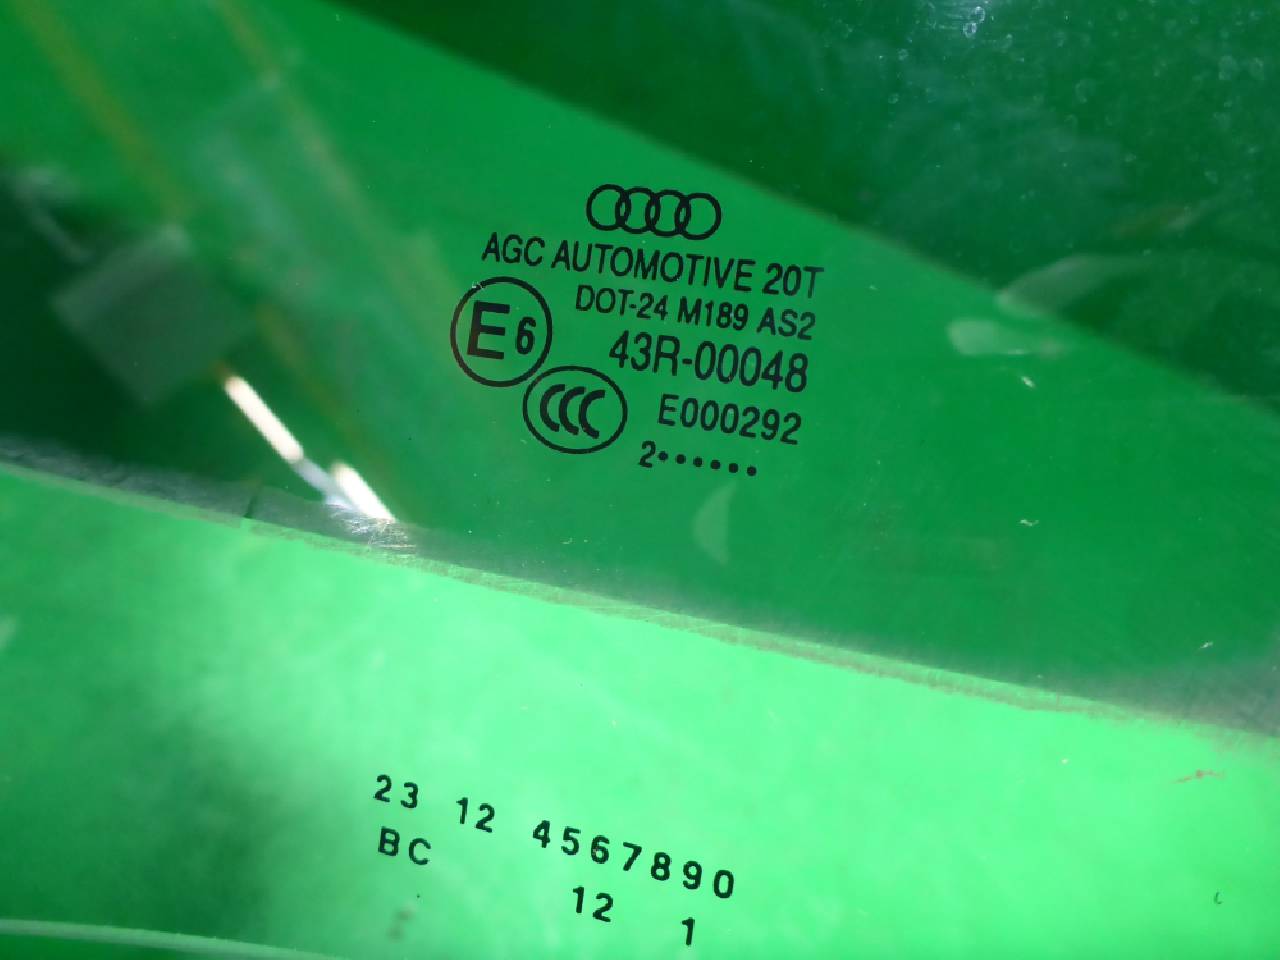 AGC AUTOMOTIVE 20T
DOT-24 M189 AS2
E6 43R-00048
CCC E000292
2••••••
23 12 4567890
BC 12 1